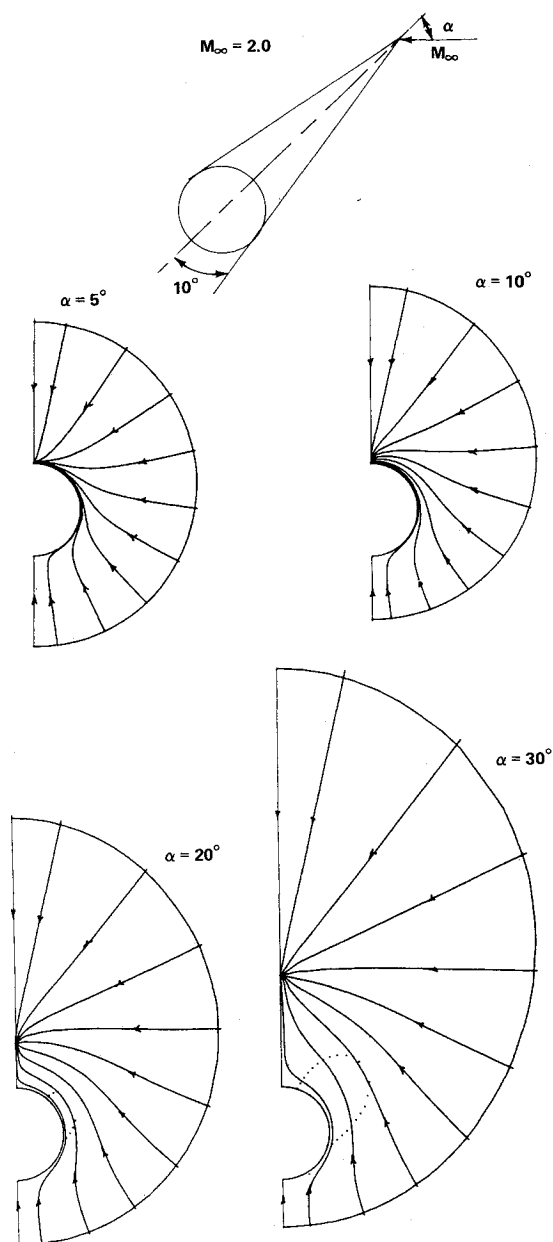 α
M∞ = 2.0
M∞
10°
α = 5°
α = 10°
α = 20°
α = 30°